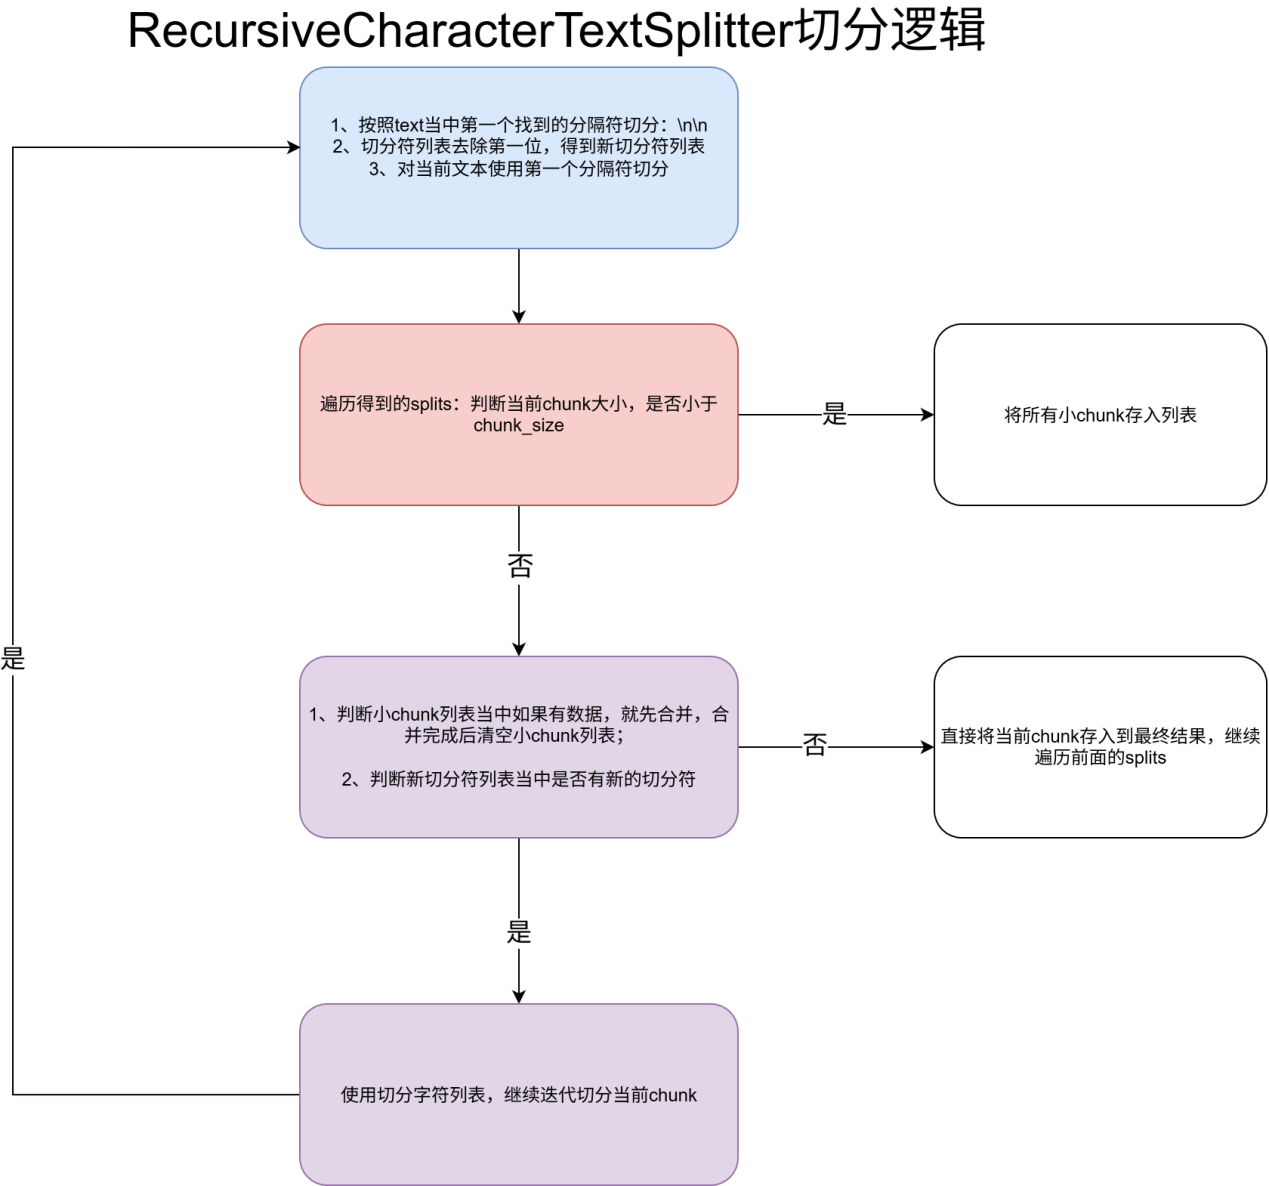 RecursiveCharacterTextSplitter切分逻辑
1、按照text当中第一个找到的分隔符切分：\n\n
2、切分符列表去除第一位，得到新切分符列表
3、对当前文本使用第一个分隔符切分
遍历得到的splits：判断当前chunk大小，是否小于
chunk_size
是
将所有小chunk存入列表
否
是
1、判断小chunk列表当中如果有数据，就先合并，合
并完成后清空小chunk列表；
2、判断新切分符列表当中是否有新的切分符
否
直接将当前chunk存入到最终结果，继续
遍历前面的splits
是
使用切分字符列表，继续迭代切分当前chunk